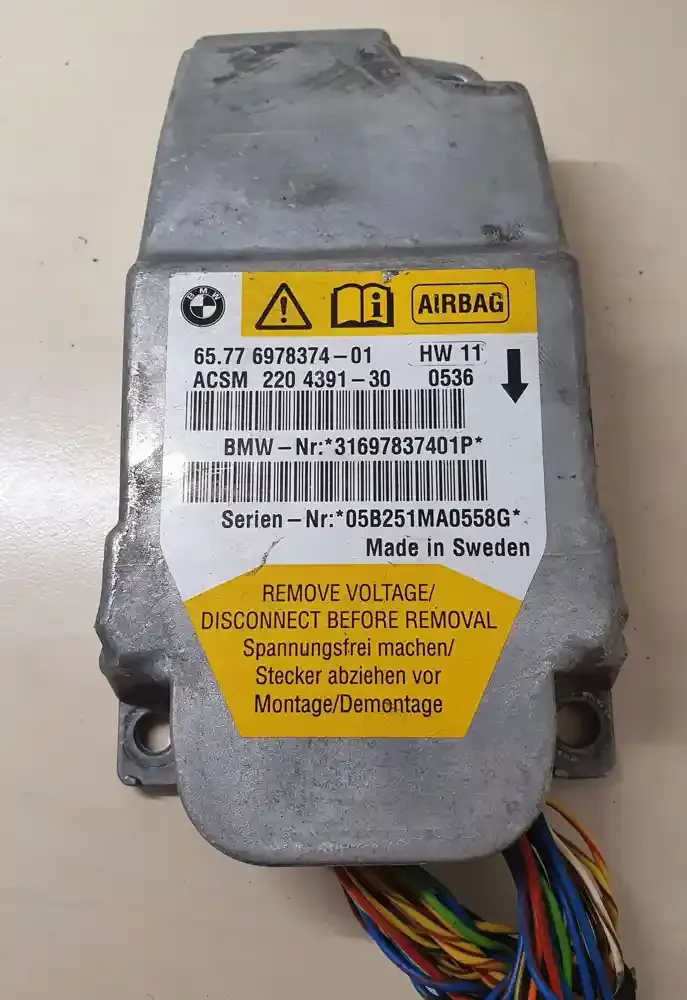 BMW
AIRBAG
65.77 6978374-01 HW 11
ACSM 220 4391-30 0536
BMW-Nr:*31697837401P*
Serien-Nr:*05B251MA0558G*
Made in Sweden
REMOVE VOLTAGE/
DISCONNECT BEFORE REMOVAL
Spannungsfrei machen/
Stecker abziehen vor
Montage/Demontage